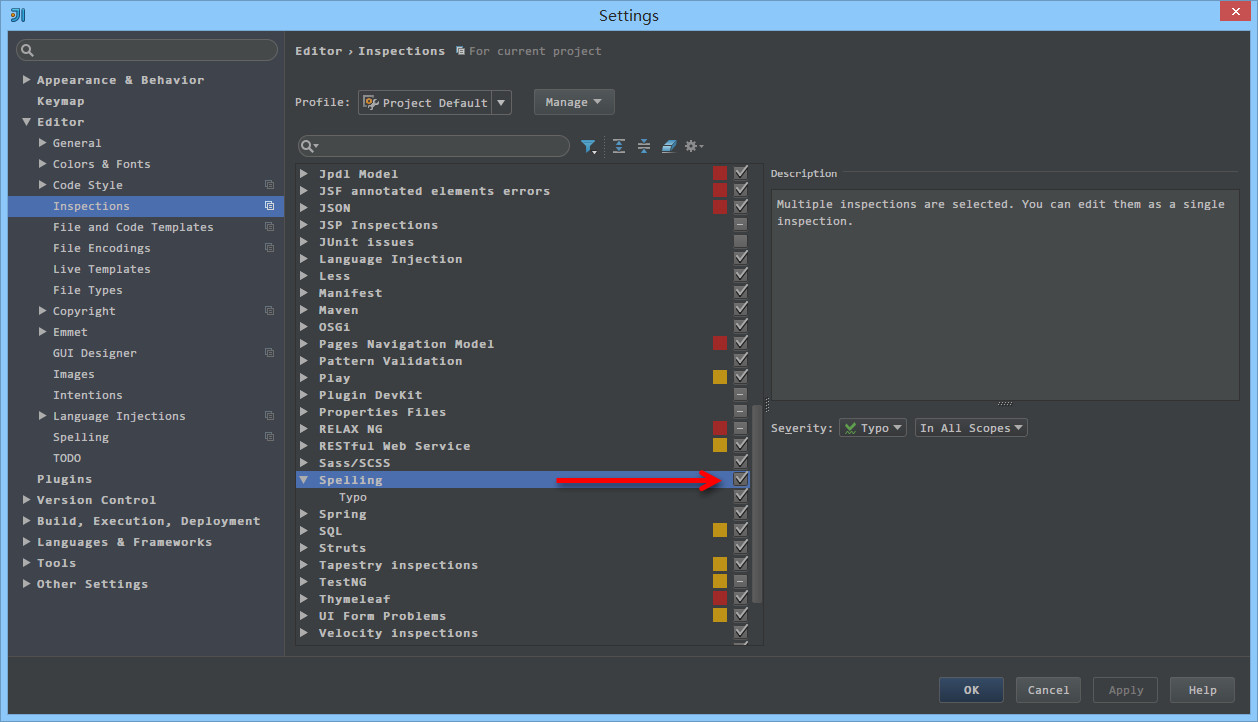 Settings
Editor › Inspections For current project
Appearance & Behavior
Keymap
Editor
General
Colors & Fonts
Code Style
Inspections
File and Code Templates
File Encodings
Live Templates
File Types
Copyright
Emmet
GUI Designer
Images
Intentions
Language Injections
Spelling
TODO
Plugins
Version Control
Build, Execution, Deployment
Languages & Frameworks
Tools
Other Settings
Profile: Project Default Manage
Jpdl Model
JSF annotated elements errors
JSON
JSP Inspections
JUnit issues
Language Injection
Less
Manifest
Maven
OSGi
Pages Navigation Model
Pattern Validation
Play
Plugin DevKit
Properties Files
RELAX NG
RESTful Web Service
Sass/SCSS
Spelling
Typo
Spring
SQL
Struts
Tapestry inspections
TestNG
Thymeleaf
UI Form Problems
Velocity inspections
Description
Multiple inspections are selected. You can edit them as a single
inspection.
Severity: Typo In All Scopes
OK Cancel Apply Help